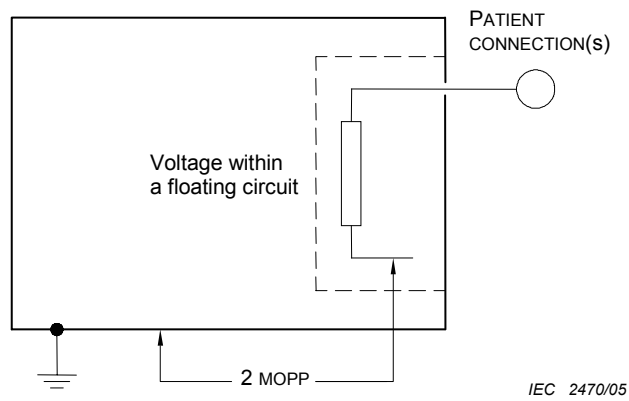 PATIENT
CONNECTION(s)
Voltage within
a floating circuit
2 MOPP
IEC 2470/05